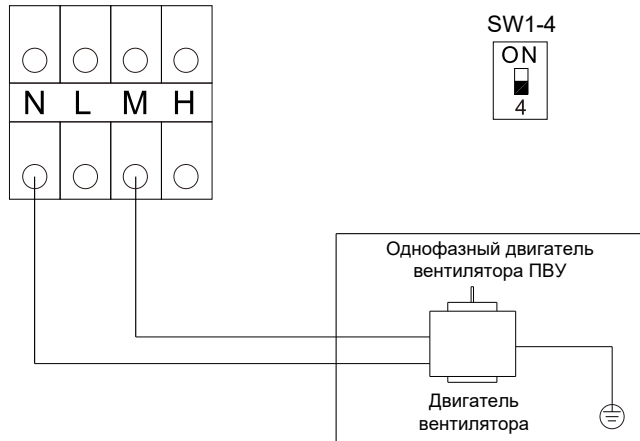 SW1-4
ON
4
N L M H
Однофазный двигатель
вентилятора ПВУ
Двигатель
вентилятора